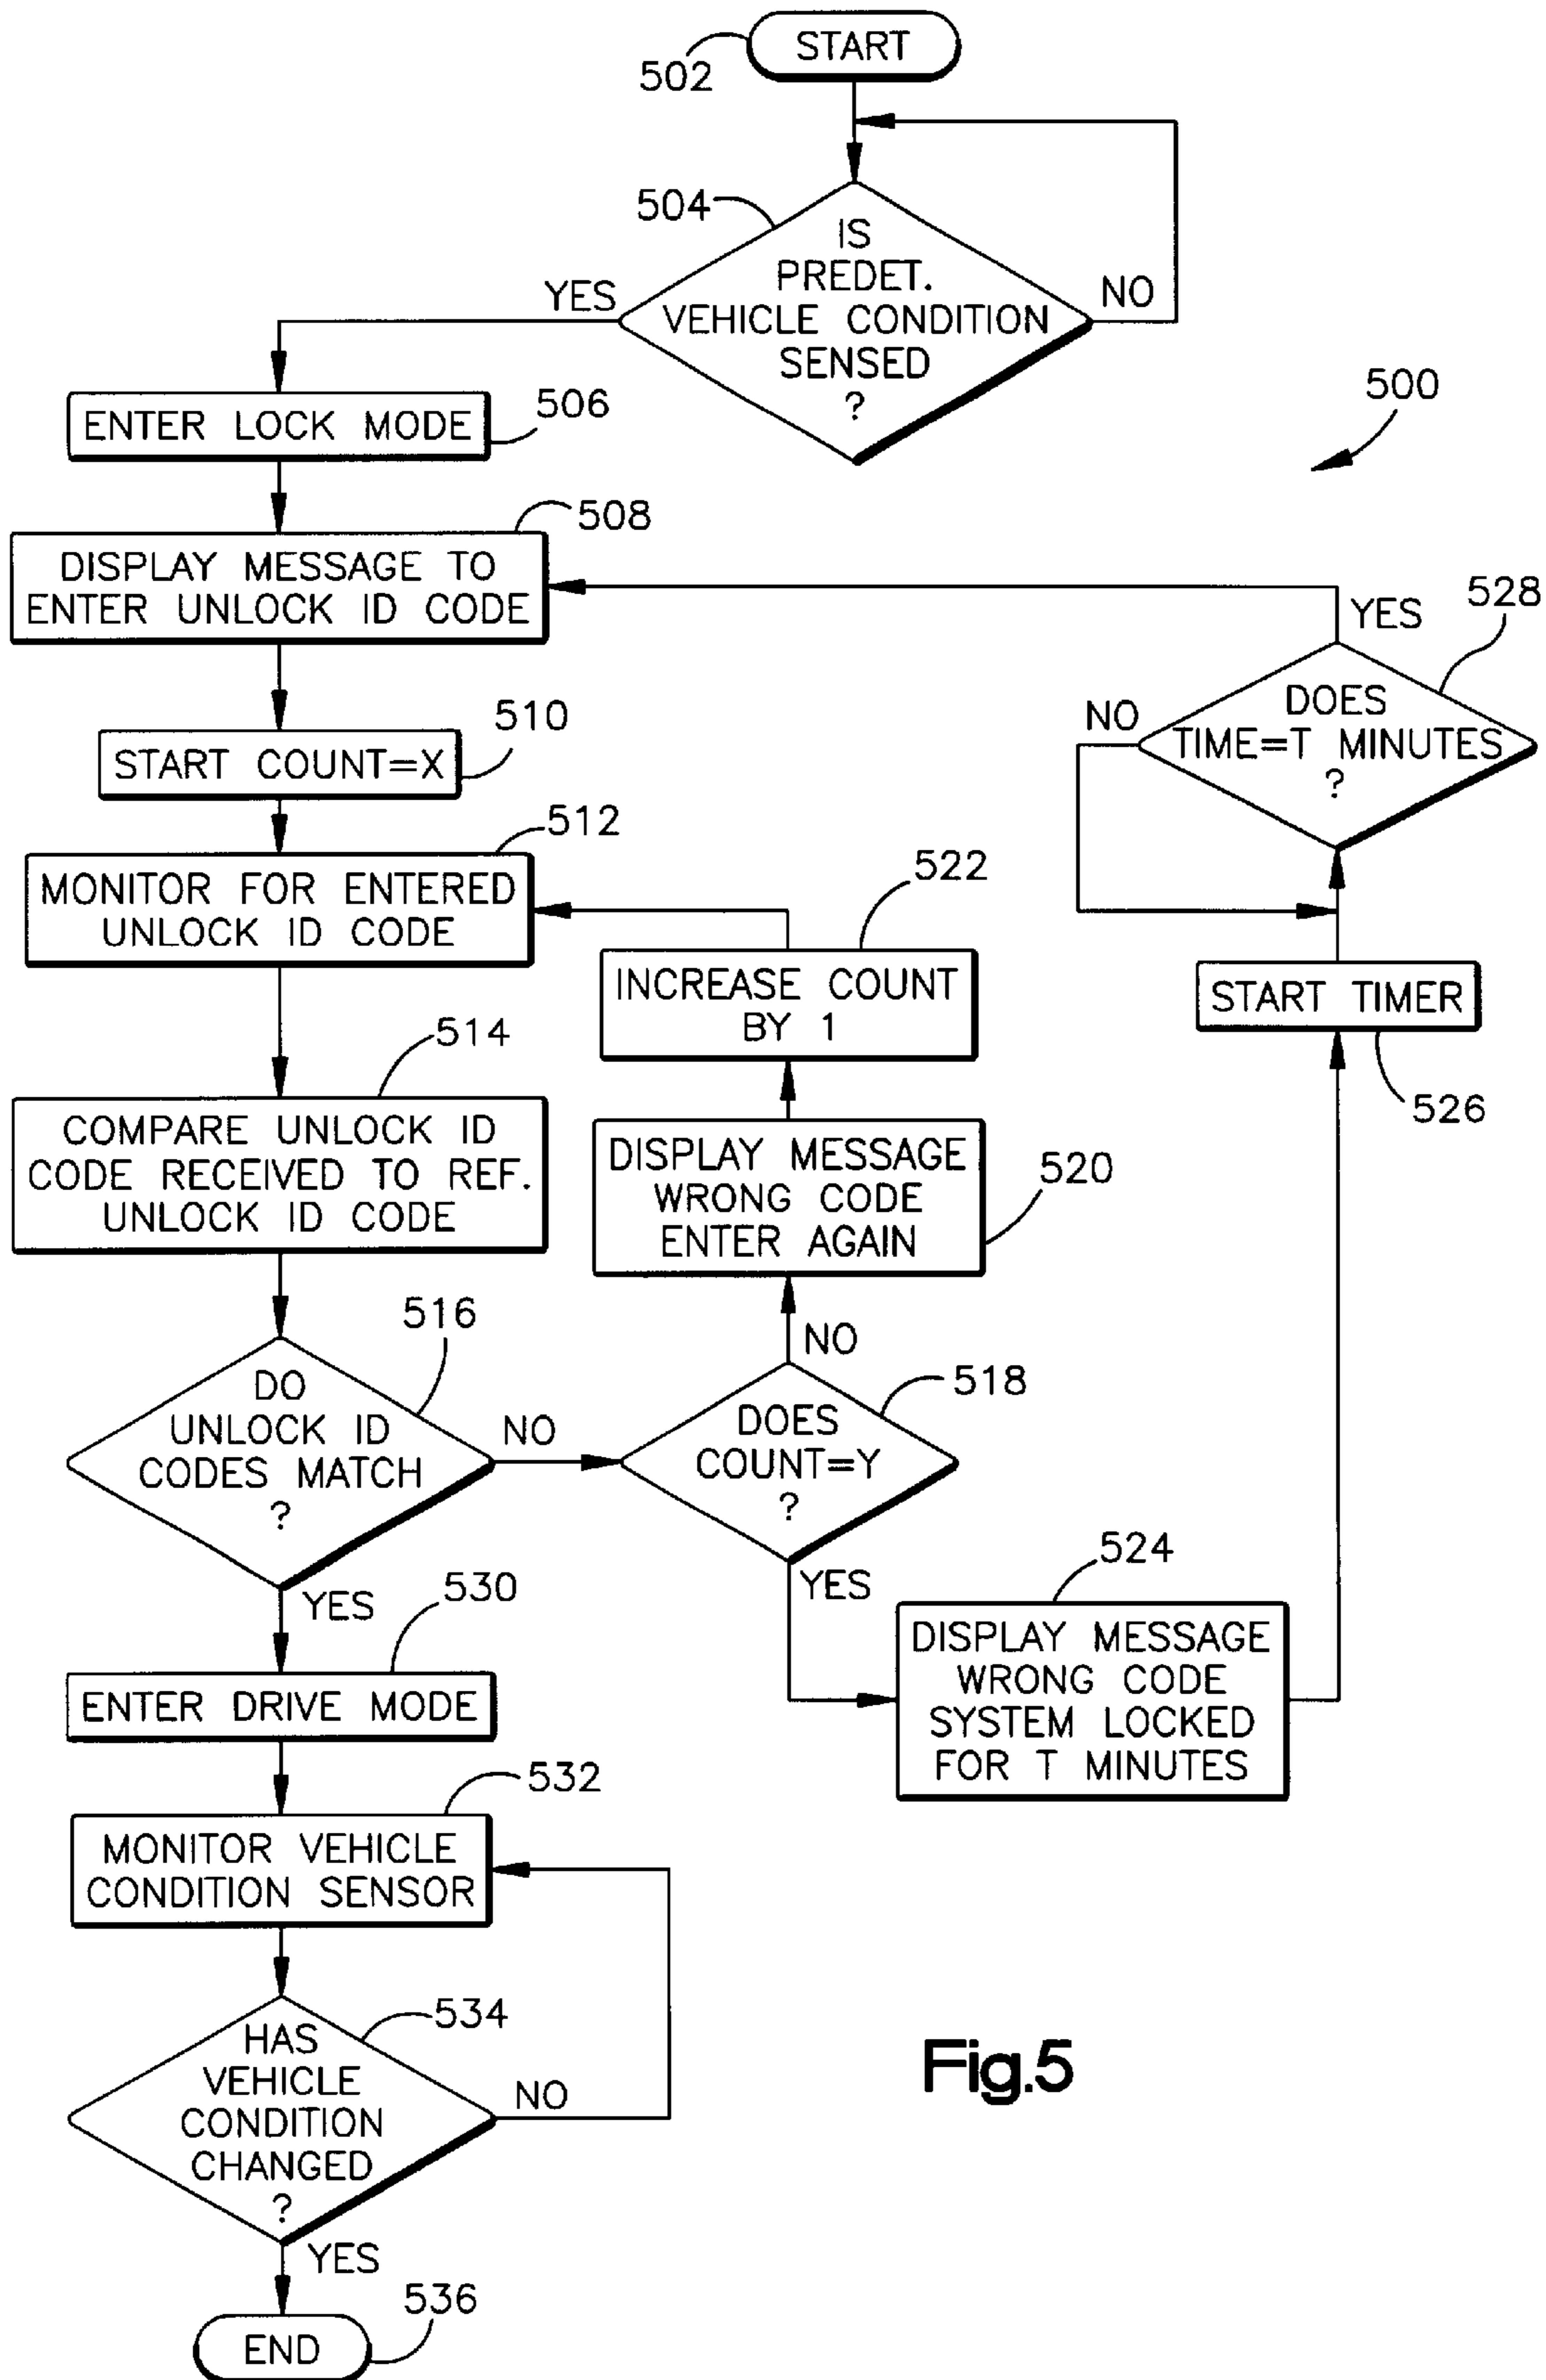 START
502
504
IS
PREDET.
VEHICLE CONDITION
SENSED
?
YES
NO
500
ENTER LOCK MODE
506
508
DISPLAY MESSAGE TO
ENTER UNLOCK ID CODE
528
YES
DOES
TIME=T MINUTES
?
NO
510
START COUNT=X
512
MONITOR FOR ENTERED
UNLOCK ID CODE
522
INCREASE COUNT
BY 1
START TIMER
526
514
COMPARE UNLOCK ID
CODE RECEIVED TO REF.
UNLOCK ID CODE
DISPLAY MESSAGE
WRONG CODE
ENTER AGAIN
520
516
DO
UNLOCK ID
CODES MATCH
?
NO
NO
518
DOES
COUNT=Y
?
YES
YES
524
DISPLAY MESSAGE
WRONG CODE
SYSTEM LOCKED
FOR T MINUTES
530
ENTER DRIVE MODE
532
MONITOR VEHICLE
CONDITION SENSOR
534
HAS
VEHICLE
CONDITION
CHANGED
?
NO
YES
Fig.5
536
END